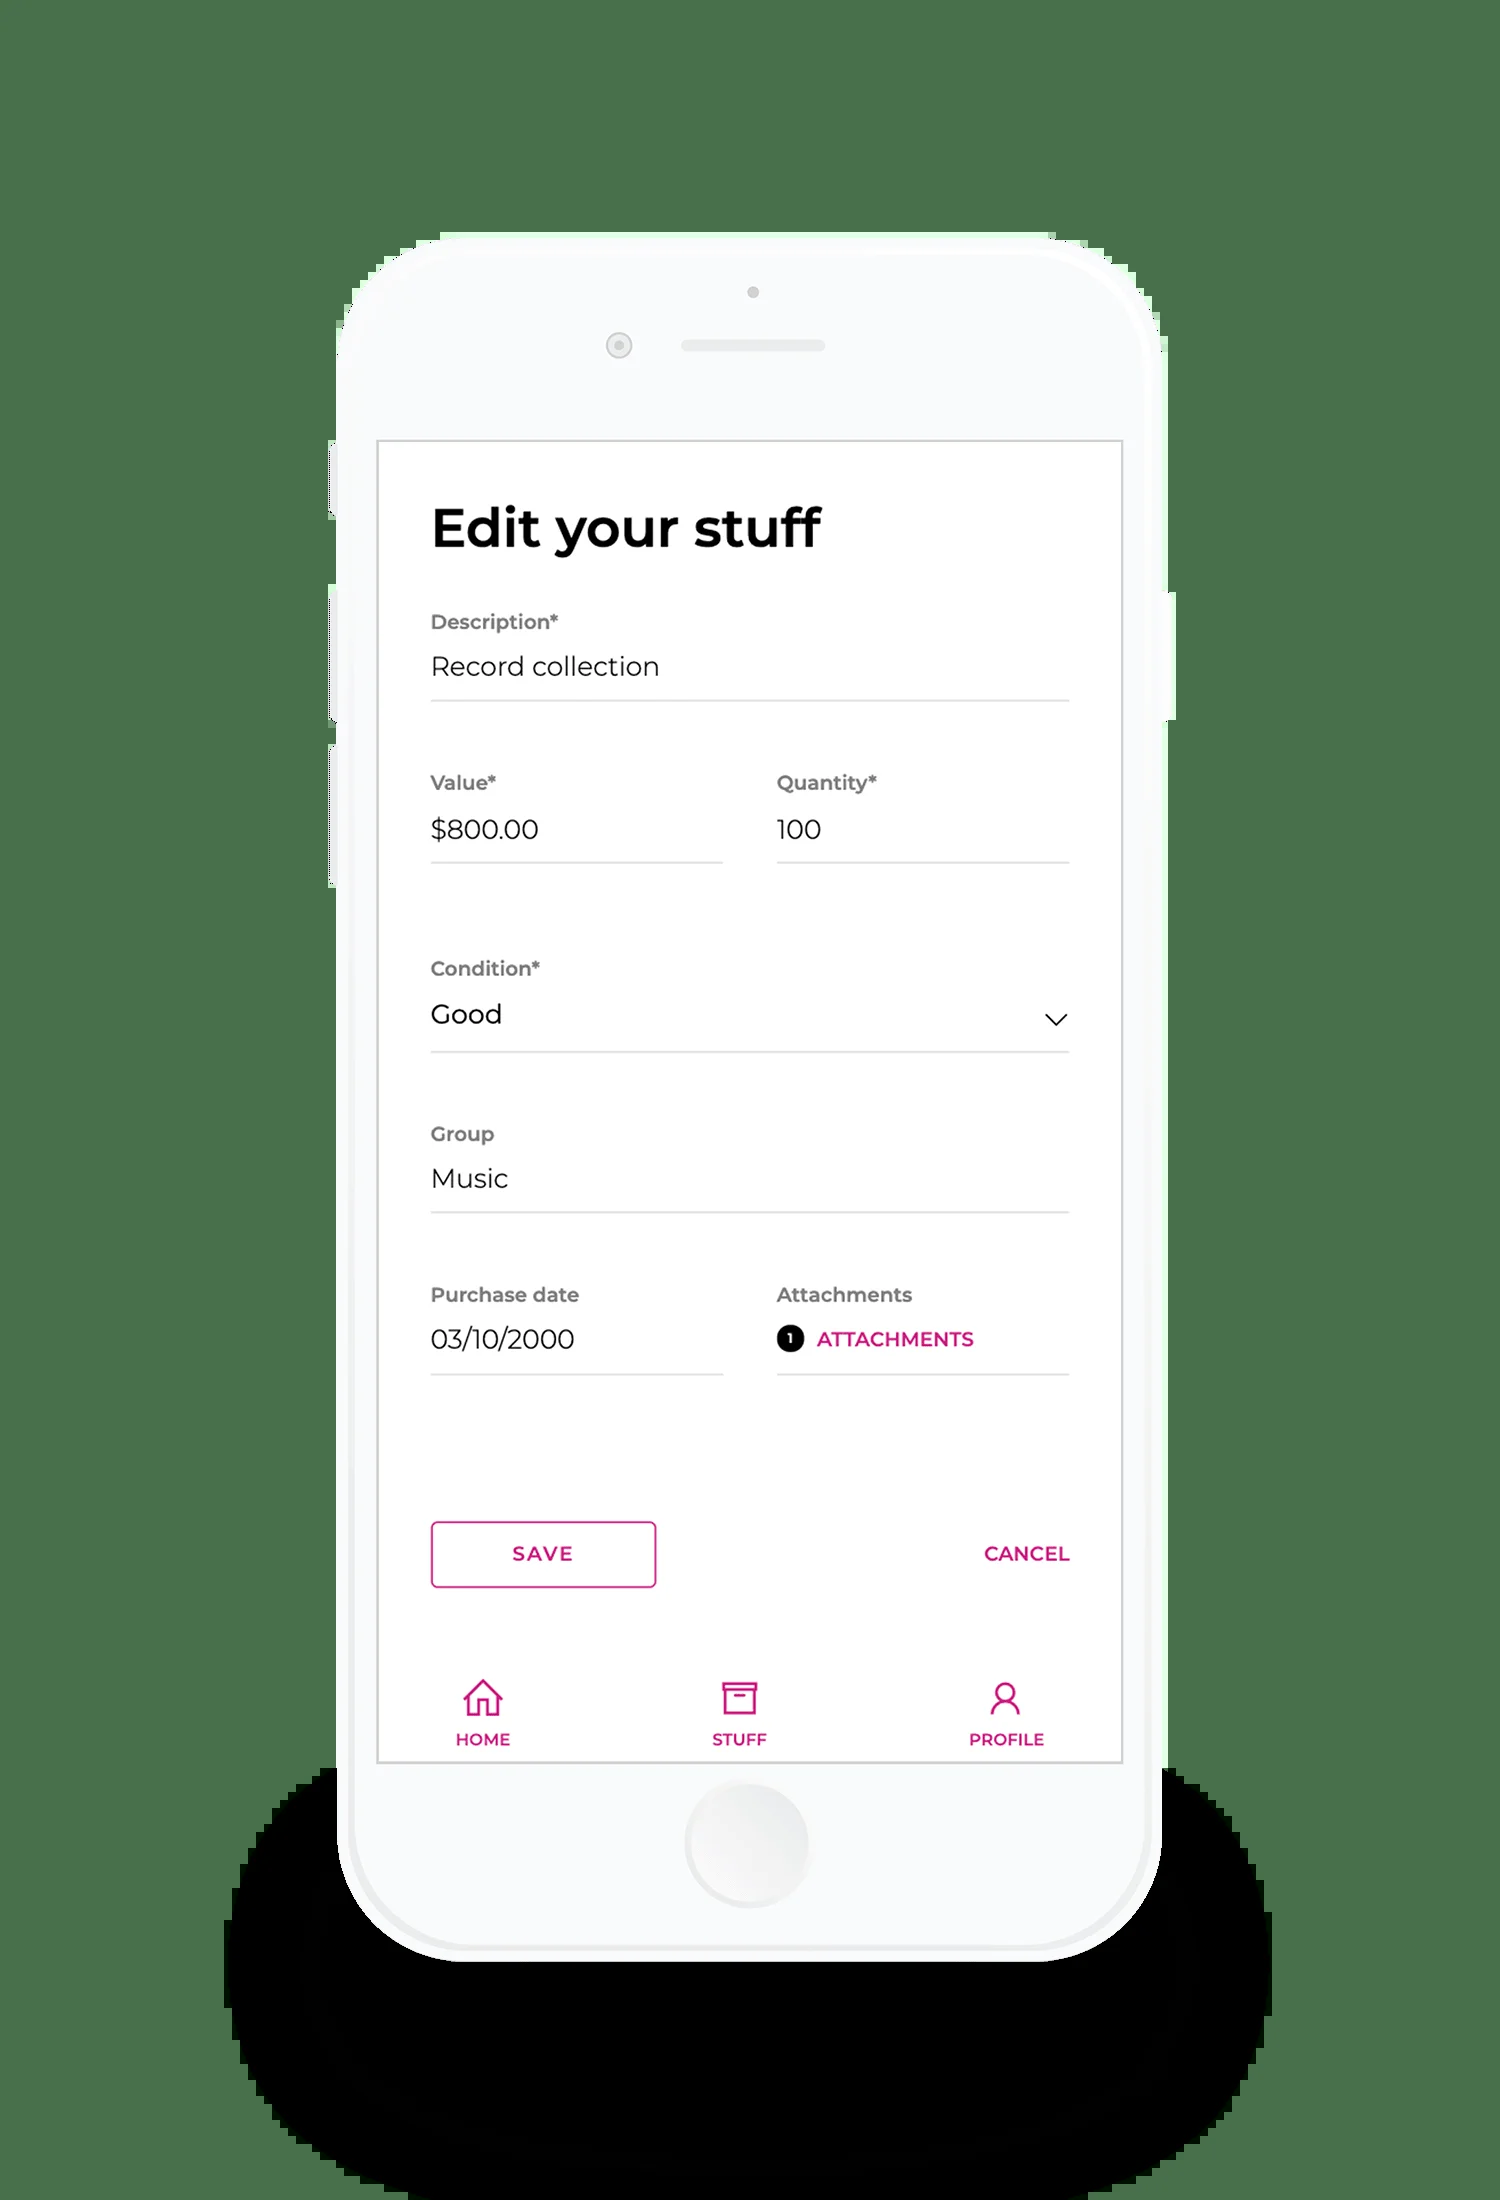 Edit your stuff
Description*
Record collection
Value* Quantity*
$800.00 100
Condition*
Good
Group
Music
Purchase date Attachments
03/10/2000 1 ATTACHMENTS
SAVE CANCEL
HOME STUFF PROFILE